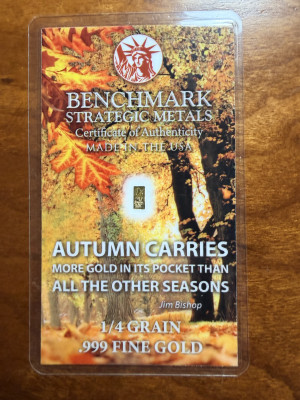 BENCHMARK
STRATEGIC METALS
Certificate of Authenticity
MADE IN THE USA
AUTUMN CARRIES
MORE GOLD IN ITS POCKET THAN
ALL THE OTHER SEASONS
Jim Bishop
1/4 GRAIN
.999 FINE GOLD